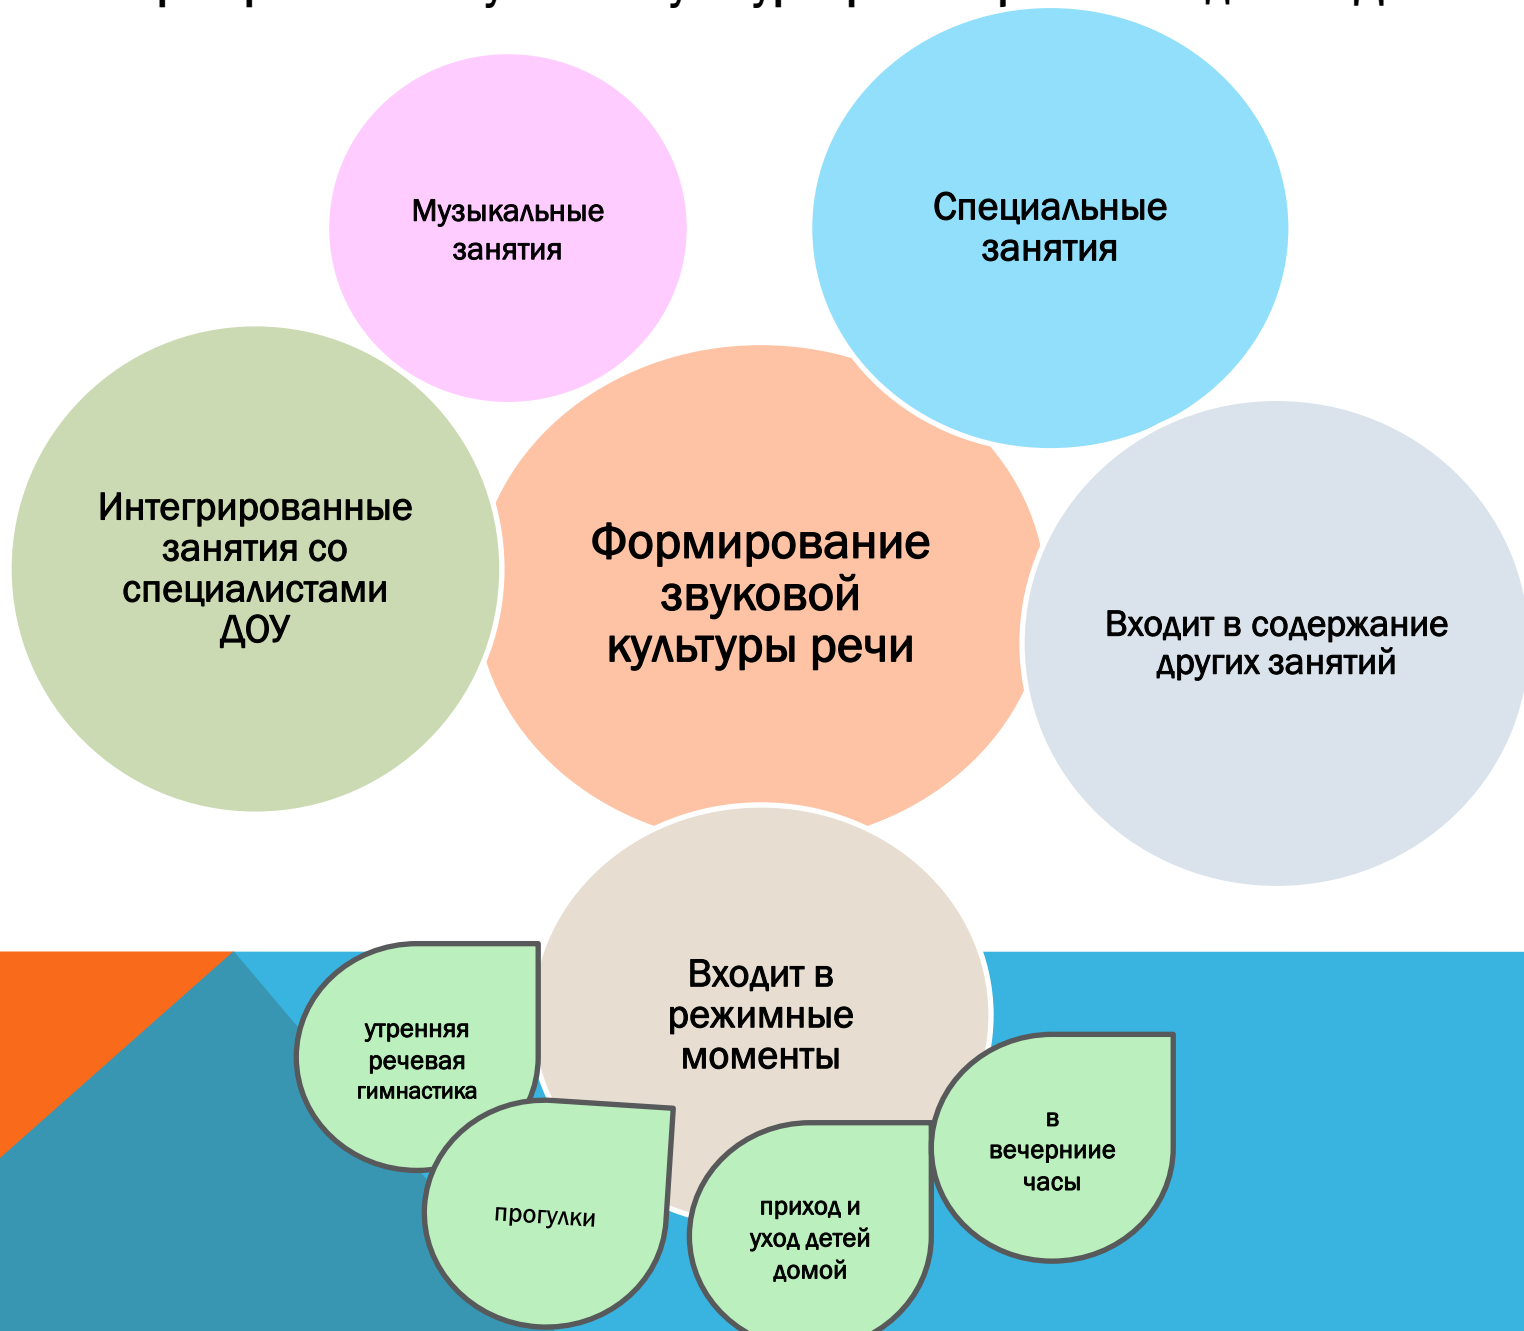 Музыкальные
занятия
Специальные
занятия
Интегрированные
занятия со
специалистами
ДОУ
Формирование
звуковой
культуры речи
Входит в содержание
других занятий
Входит в
режимные
моменты
утренняя
речевая
гимнастика
прогулки
приход и
уход детей
домой
в
вечерниие
часы